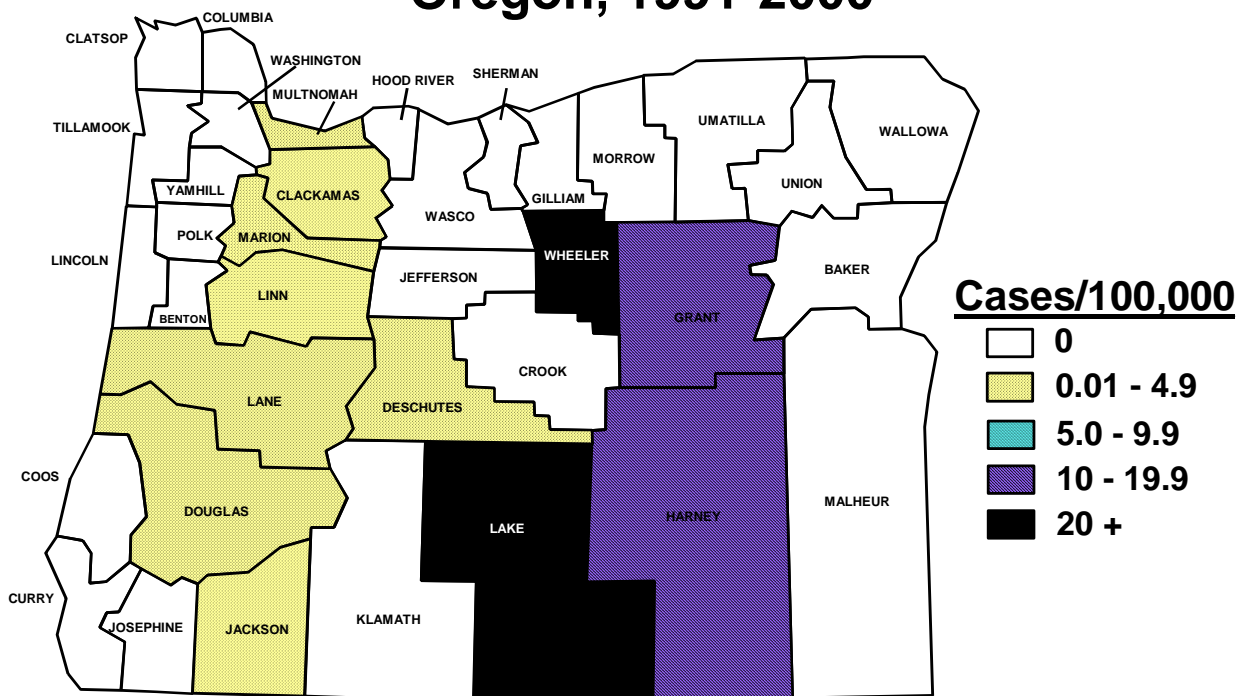 Oregon, 1991-2000
COLUMBIA
CLATSOP
WASHINGTON
HOOD RIVER
SHERMAN
MULTNOMAH
TILLAMOOK
UMATILLA
WALLOWA
MORROW
UNION
YAMHILL
CLACKAMAS
GILLIAM
WASCO
POLK
MARION
WHEELER
LINCOLN
JEFFERSON
BAKER
LINN
BENTON
GRANT
CROOK
LANE
DESCHUTES
COOS
DOUGLAS
LAKE
HARNEY
MALHEUR
CURRY
JOSEPHINE
JACKSON
KLAMATH
Cases/100,000
0
0.01 - 4.9
5.0 - 9.9
10 - 19.9
20 +